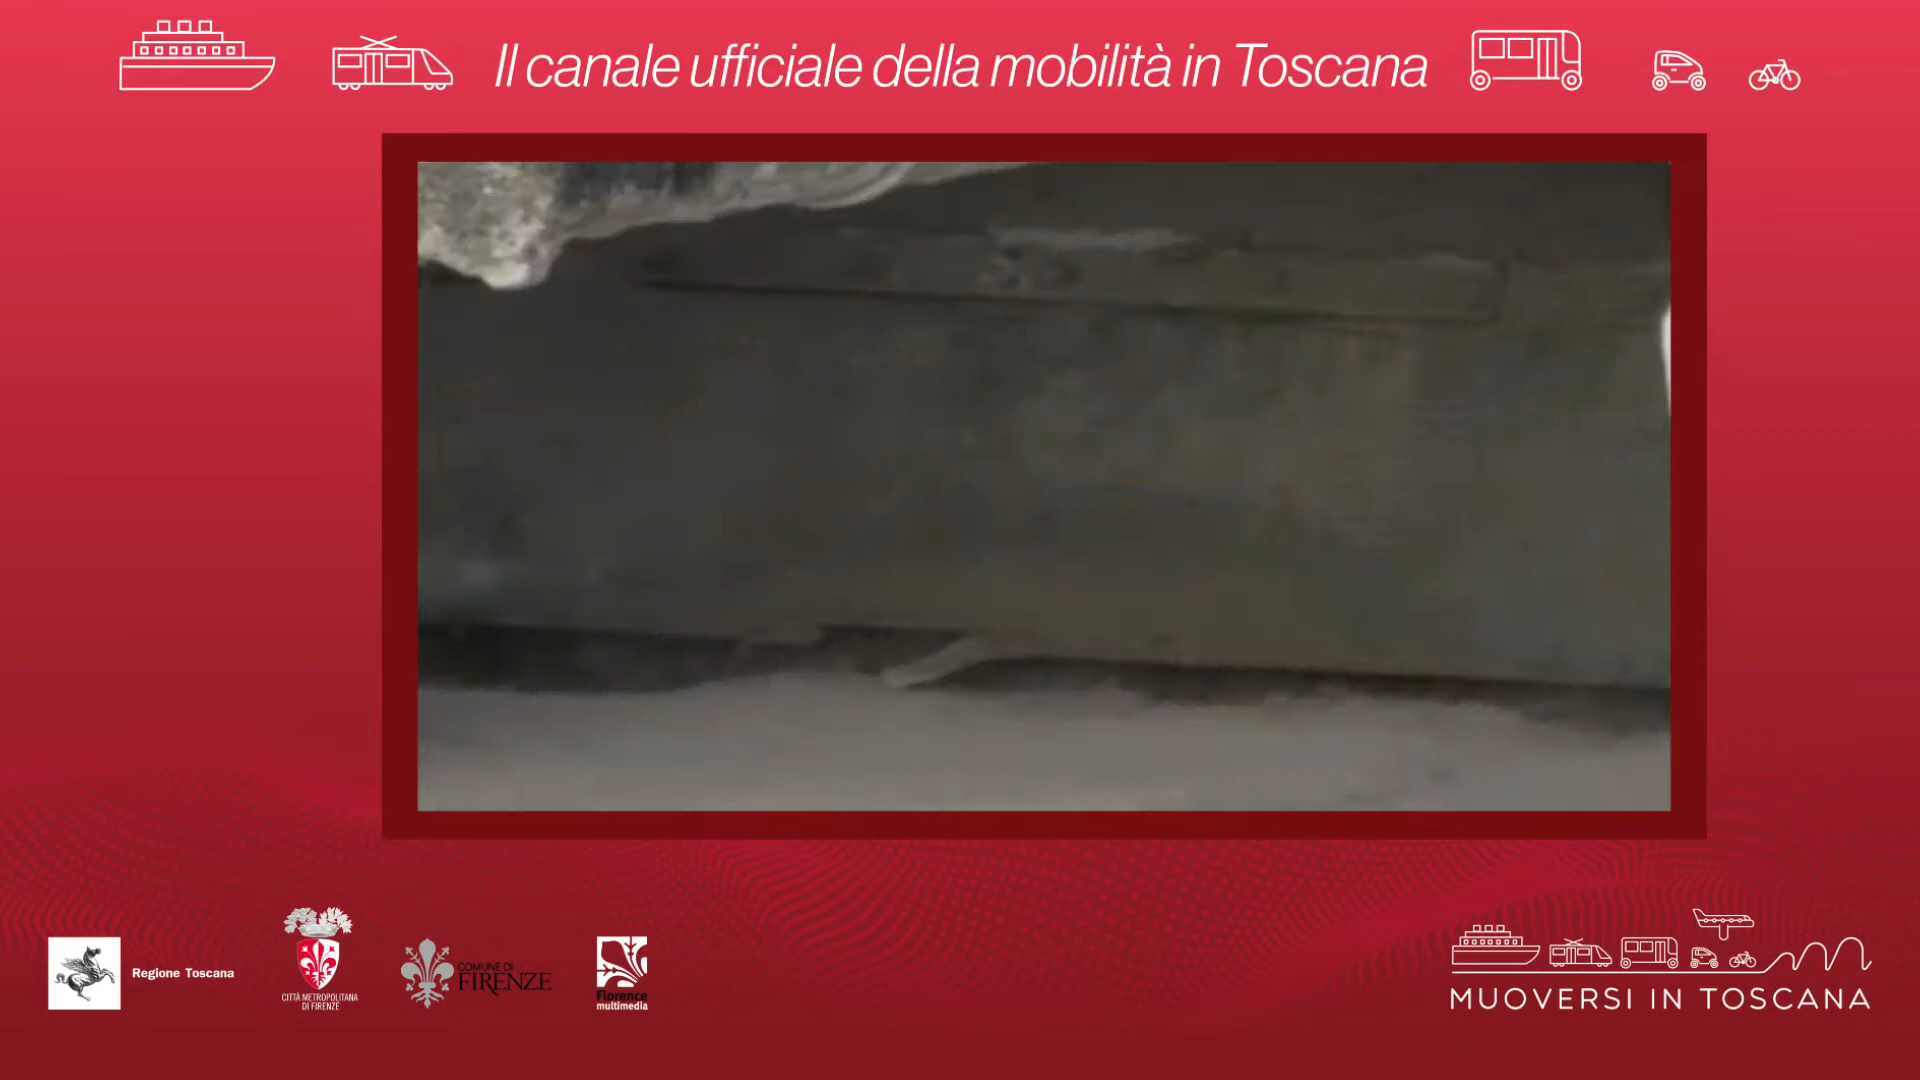 Il canale ufficiale della mobilità in Toscana
Regione Toscana
CITTÀ METROPOLITANA
DI FIRENZE
COMUNE DI
FIRENZE
Florence
multimedia
MUOVERSI IN TOSCANA